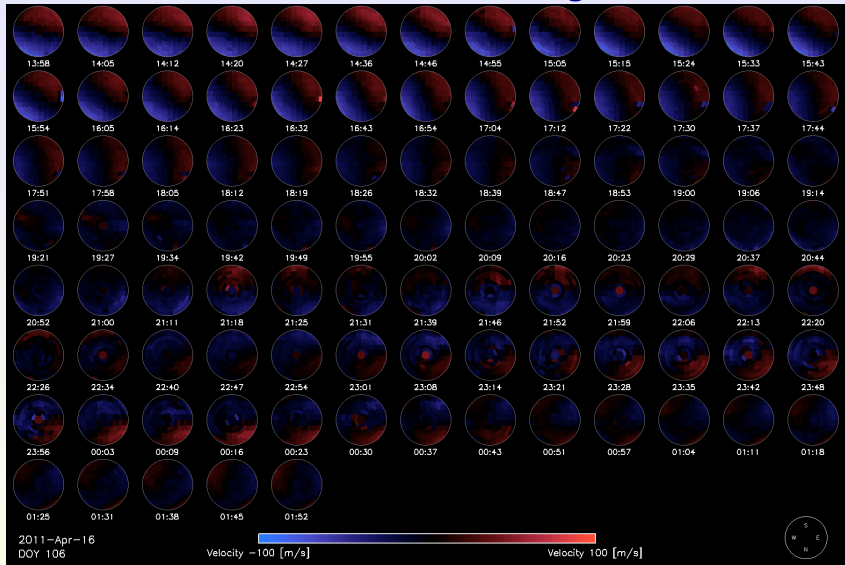 13:58 14:05 14:12 14:20 14:27 14:36 14:46 14:55 15:05 15:15 15:24 15:33 15:43
15:54 16:05 16:14 16:23 16:32 16:43 16:54 17:04 17:12 17:22 17:30 17:37 17:44
17:51 17:58 18:05 18:12 18:19 18:26 18:32 18:39 18:47 18:53 19:00 19:06 19:14
19:21 19:27 19:34 19:42 19:49 19:55 20:02 20:09 20:16 20:23 20:29 20:37 20:44
20:52 21:00 21:11 21:18 21:25 21:31 21:39 21:46 21:52 21:59 22:06 22:13 22:20
22:26 22:34 22:40 22:47 22:54 23:01 23:08 23:14 23:21 23:28 23:35 23:42 23:48
23:56 00:03 00:09 00:16 00:23 00:30 00:37 00:43 00:51 00:57 01:04 01:11 01:18
01:25 01:31 01:38 01:45 01:52
2011-Apr-16
DOY 106
Velocity -100 [m/s] Velocity 100 [m/s]
S
W E
N